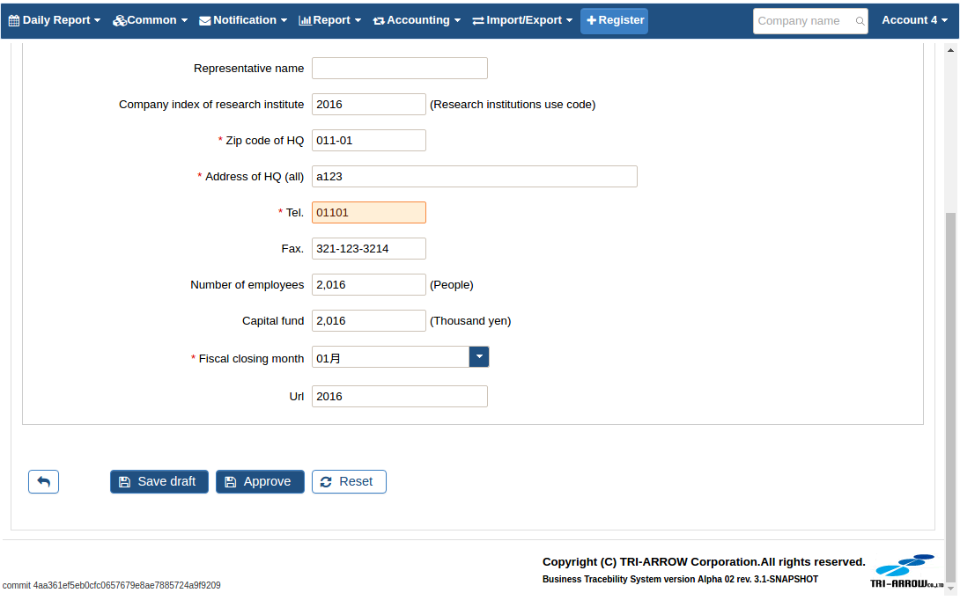 Daily Report Common Notification Report Accounting Import/Export Register Company name Account 4
Representative name
Company index of research institute 2016 (Research institutions use code)
* Zip code of HQ 011-01
* Address of HQ (all) a123
* Tel. 01101
Fax. 321-123-3214
Number of employees 2,016 (People)
Capital fund 2,016 (Thousand yen)
* Fiscal closing month 01月
Url 2016
Save draft Approve Reset
Copyright (C) TRI-ARROW Corporation.All rights reserved.
Business Tracebility System version Alpha 02 rev. 3.1-SNAPSHOT
TRI-ARROW CO.,LTD
commit 4aa361ef5eb0cfc0657679e8ae7885724a9f9209